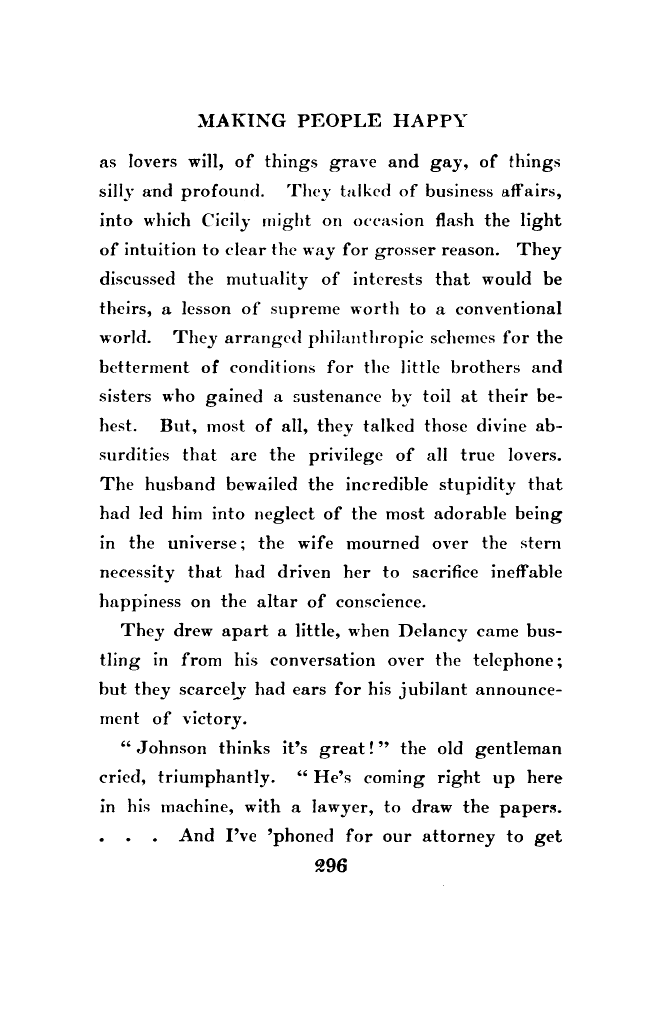 MAKING PEOPLE HAPPY
as lovers will, of things grave and gay, of things
silly and profound. They talked of business affairs,
into which Cicily might on occasion flash the light
of intuition to clear the way for grosser reason. They
discussed the mutuality of interests that would be
theirs, a lesson of supreme worth to a conventional
world. They arranged philanthropic schemes for the
betterment of conditions for the little brothers and
sisters who gained a sustenance by toil at their be-
hest. But, most of all, they talked those divine ab-
surdities that are the privilege of all true lovers.
The husband bewailed the incredible stupidity that
had led him into neglect of the most adorable being
in the universe; the wife mourned over the stern
necessity that had driven her to sacrifice ineffable
happiness on the altar of conscience.
They drew apart a little, when Delancy came bus-
tling in from his conversation over the telephone;
but they scarcely had ears for his jubilant announce-
ment of victory.
“Johnson thinks it’s great!” the old gentleman
cried, triumphantly. “He’s coming right up here
in his machine, with a lawyer, to draw the papers.
. . . And I’ve ’phoned for our attorney to get
296